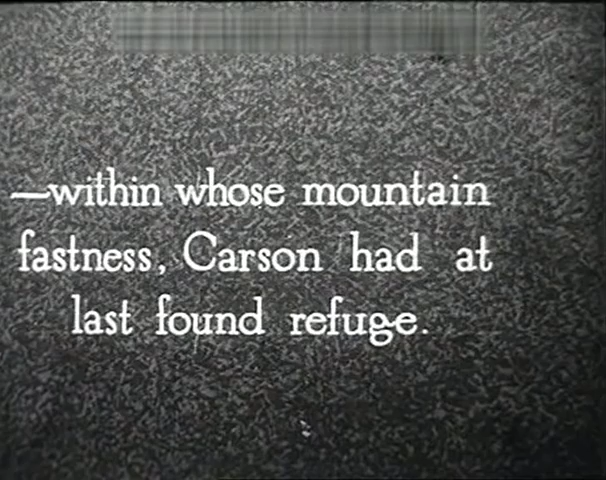 —within whose mountain
fastness, Carson had at
last found refuge.